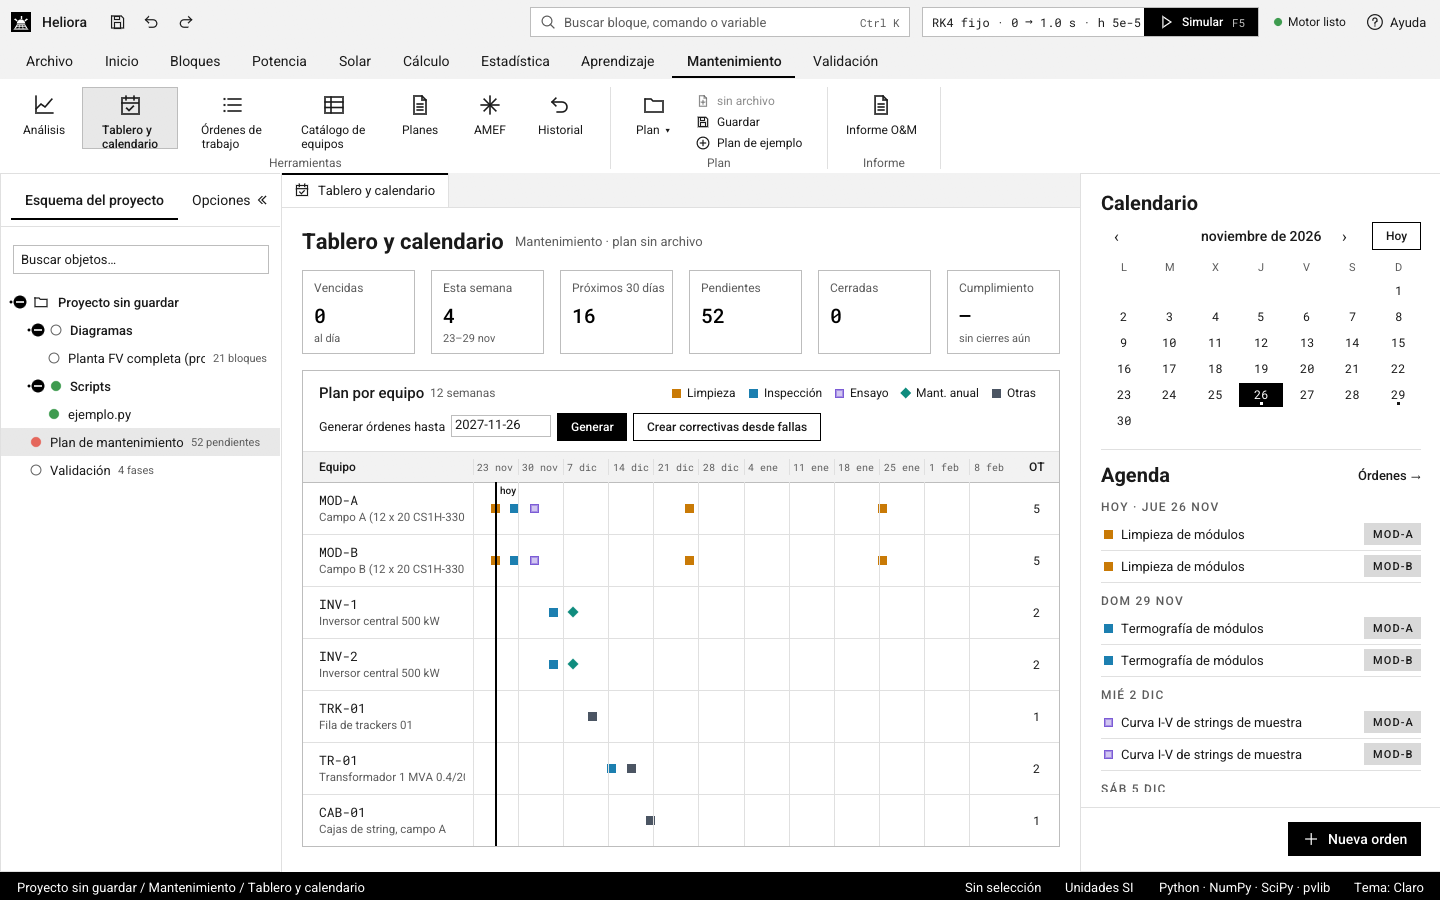 Heliora
Buscar bloque, comando o variable Ctrl K
RK4 fijo · 0 → 1.0 s · h 5e-5
Simular F5
Motor listo
Ayuda
Archivo Inicio Bloques Potencia Solar Cálculo Estadística Aprendizaje Mantenimiento Validación
Análisis
Tablero y calendario
Órdenes de trabajo
Catálogo de equipos
Planes
AMEF
Historial
Herramientas
Plan
sin archivo
Guardar
Plan de ejemplo
Plan
Informe O&M
Informe
Esquema del proyecto
Opciones
Buscar objetos...
Proyecto sin guardar
Diagramas
Planta FV completa (pro 21 bloques
Scripts
ejemplo.py
Plan de mantenimiento 52 pendientes
Validación 4 fases
Tablero y calendario
Tablero y calendario Mantenimiento · plan sin archivo
Vencidas
0
al día
Esta semana
4
23–29 nov
Próximos 30 días
16
Pendientes
52
Cerradas
0
Cumplimiento
—
sin cierres aún
Plan por equipo 12 semanas
Limpieza Inspección Ensayo Mant. anual Otras
Generar órdenes hasta 2027-11-26 Generar Crear correctivas desde fallas
Equipo 23 nov 30 nov 7 dic 14 dic 21 dic 28 dic 4 ene 11 ene 18 ene 25 ene 1 feb 8 feb OT
hoy
MOD-A
Campo A (12 x 20 CS1H-330
5
MOD-B
Campo B (12 x 20 CS1H-330
5
INV-1
Inversor central 500 kW
2
INV-2
Inversor central 500 kW
2
TRK-01
Fila de trackers 01
1
TR-01
Transformador 1 MVA 0.4/20
2
CAB-01
Cajas de string, campo A
1
Calendario
‹ noviembre de 2026 › Hoy
L M X J V S D
1
2 3 4 5 6 7 8
9 10 11 12 13 14 15
16 17 18 19 20 21 22
23 24 25 26 27 28 29
30
Agenda Órdenes →
HOY · JUE 26 NOV
Limpieza de módulos MOD-A
Limpieza de módulos MOD-B
DOM 29 NOV
Termografía de módulos MOD-A
Termografía de módulos MOD-B
MIÉ 2 DIC
Curva I-V de strings de muestra MOD-A
Curva I-V de strings de muestra MOD-B
SÁB 5 DIC
Nueva orden
Proyecto sin guardar / Mantenimiento / Tablero y calendario
Sin selección Unidades SI Python · NumPy · SciPy · pvlib Tema: Claro